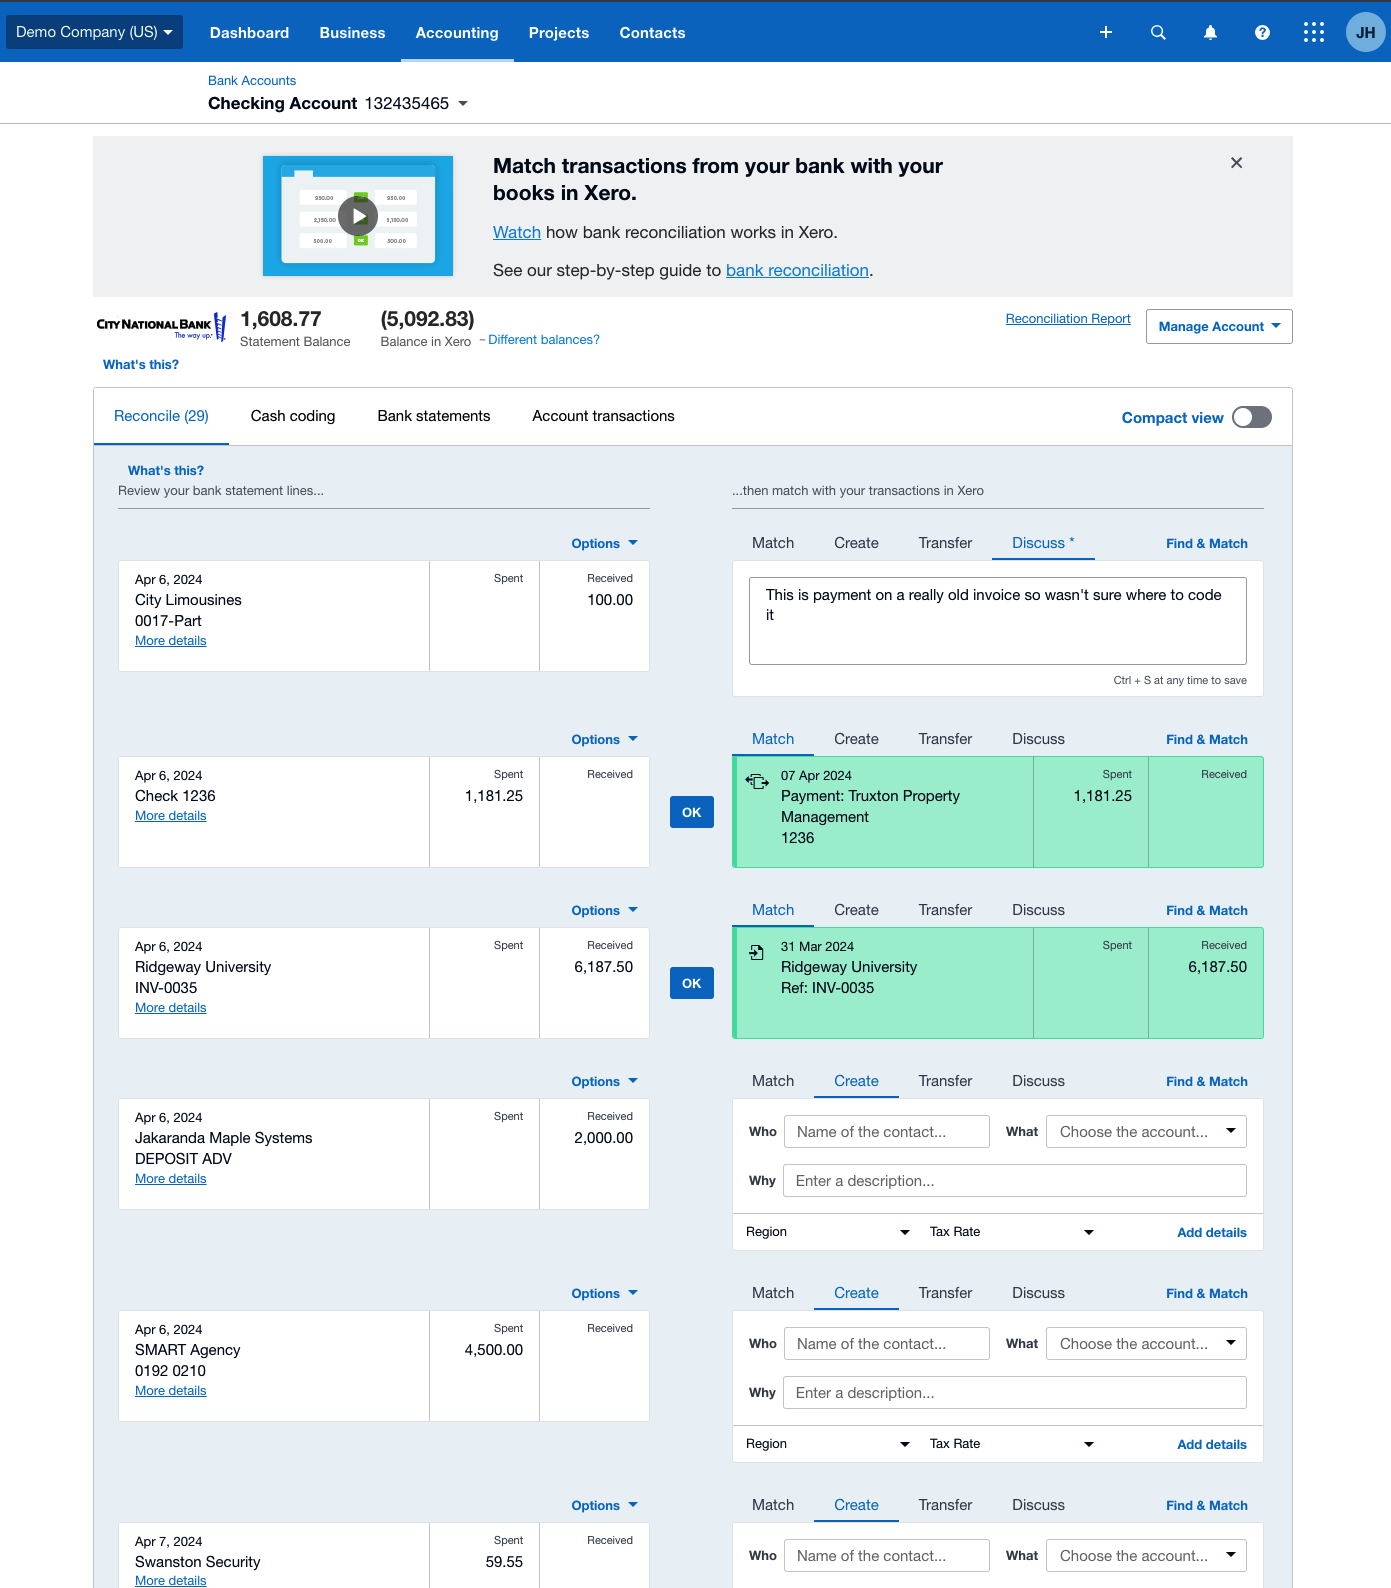 Demo Company (US)
Dashboard
Business
Accounting
Projects
Contacts
JH
Bank Accounts
Checking Account 132435465
Match transactions from your bank with your
books in Xero.
Watch how bank reconciliation works in Xero.
See our step-by-step guide to bank reconciliation.
CITY NATIONAL BANK
The way up.
1,608.77
Statement Balance
(5,092.83)
Balance in Xero
– Different balances?
Reconciliation Report
Manage Account
What's this?
Reconcile (29)
Cash coding
Bank statements
Account transactions
Compact view
What's this?
Review your bank statement lines...
...then match with your transactions in Xero
Options
Match
Create
Transfer
Discuss *
Find & Match
Apr 6, 2024
City Limousines
0017-Part
More details
Spent
Received
100.00
This is payment on a really old invoice so wasn't sure where to code
it
Ctrl + S at any time to save
Options
Match
Create
Transfer
Discuss
Find & Match
Apr 6, 2024
Check 1236
More details
Spent
1,181.25
Received
OK
07 Apr 2024
Payment: Truxton Property
Management
1236
Spent
1,181.25
Received
Options
Match
Create
Transfer
Discuss
Find & Match
Apr 6, 2024
Ridgeway University
INV-0035
More details
Spent
Received
6,187.50
OK
31 Mar 2024
Ridgeway University
Ref: INV-0035
Spent
Received
6,187.50
Options
Match
Create
Transfer
Discuss
Find & Match
Apr 6, 2024
Jakaranda Maple Systems
DEPOSIT ADV
More details
Spent
Received
2,000.00
Who
Name of the contact...
What
Choose the account...
Why
Enter a description...
Region
Tax Rate
Add details
Options
Match
Create
Transfer
Discuss
Find & Match
Apr 6, 2024
SMART Agency
0192 0210
More details
Spent
4,500.00
Received
Who
Name of the contact...
What
Choose the account...
Why
Enter a description...
Region
Tax Rate
Add details
Options
Match
Create
Transfer
Discuss
Find & Match
Apr 7, 2024
Swanston Security
More details
Spent
59.55
Received
Who
Name of the contact...
What
Choose the account...